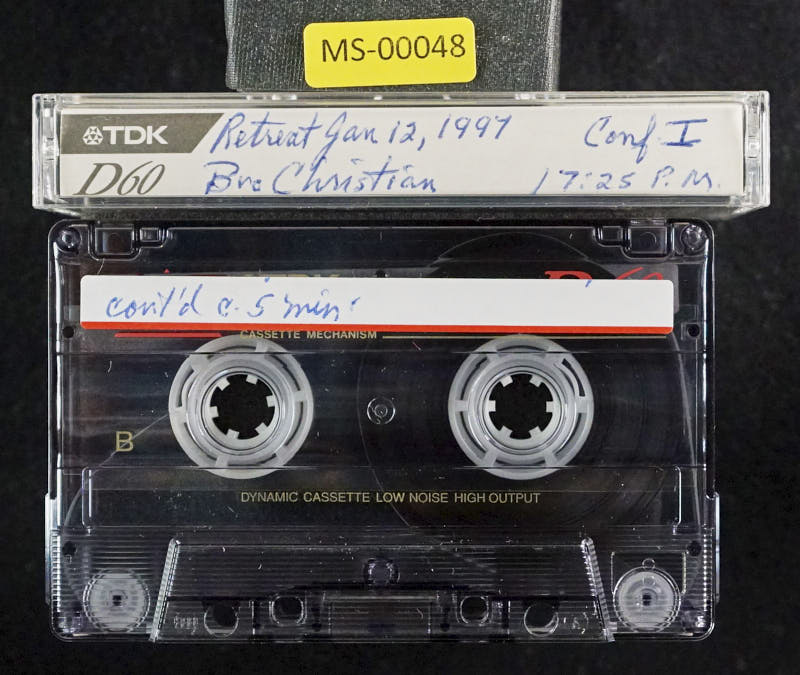 MS-00048
TDK Retreat Jan 12, 1997 Conf. I
D60 Bro Christian 17:25 P.M.
cont'd c. 5 min.
CASSETTE MECHANISM
B
DYNAMIC CASSETTE LOW NOISE HIGH OUTPUT